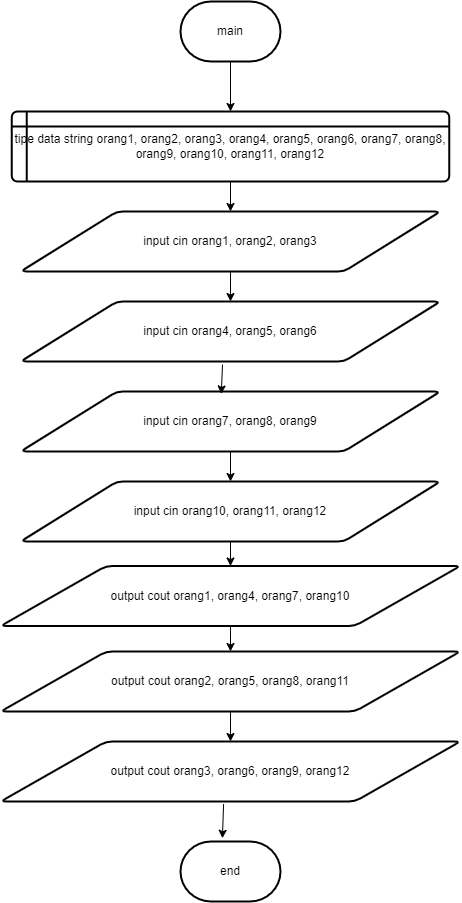 main
tipe data string orang1, orang2, orang3, orang4, orang5, orang6, orang7, orang8,
orang9, orang10, orang11, orang12
input cin orang1, orang2, orang3
input cin orang4, orang5, orang6
input cin orang7, orang8, orang9
input cin orang10, orang11, orang12
output cout orang1, orang4, orang7, orang10
output cout orang2, orang5, orang8, orang11
output cout orang3, orang6, orang9, orang12
end